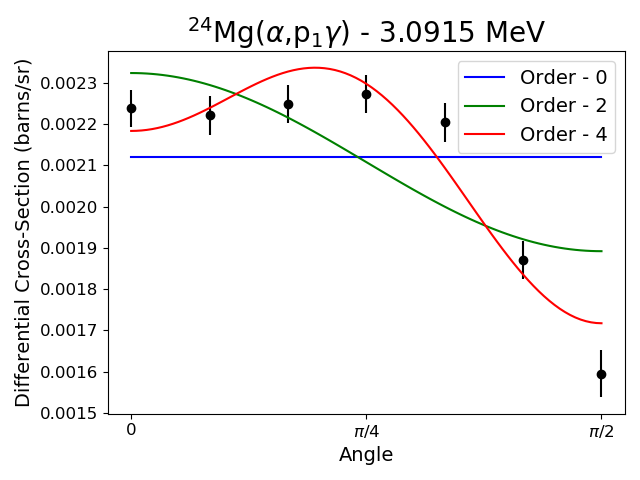 ²⁴Mg(α,p₁γ) - 3.0915 MeV
Differential Cross-Section (barns/sr)
0.0023
0.0022
0.0021
0.0020
0.0019
0.0018
0.0017
0.0016
0.0015
Order - 0
Order - 2
Order - 4
0 π/4 π/2
Angle